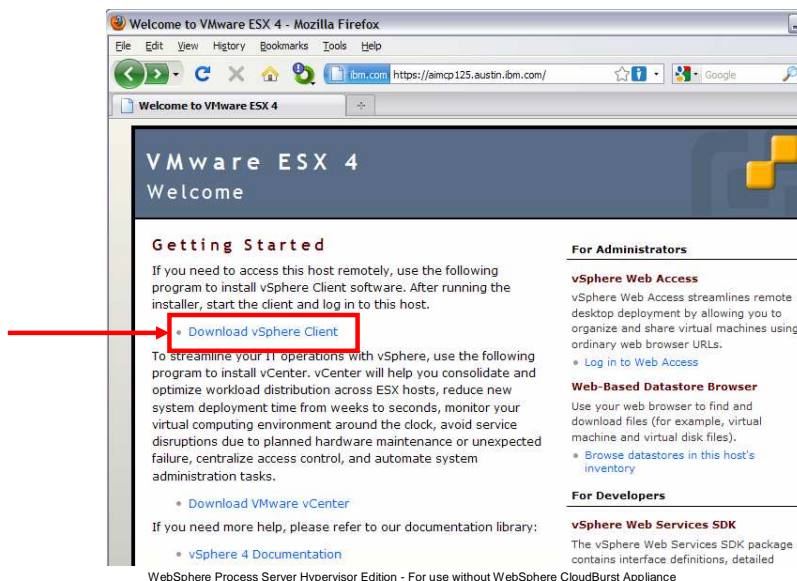 Welcome to VMware ESX 4 - Mozilla Firefox
File Edit View History Bookmarks Tools Help
ibm.com https://aimcp125.austin.ibm.com/ Google
Welcome to VMware ESX 4
VMware ESX 4
Welcome
Getting Started
If you need to access this host remotely, use the following
program to install vSphere Client software. After running the
installer, start the client and log in to this host.
Download vSphere Client
To streamline your IT operations with vSphere, use the following
program to install vCenter. vCenter will help you consolidate and
optimize workload distribution across ESX hosts, reduce new
system deployment time from weeks to seconds, monitor your
virtual computing environment around the clock, avoid service
disruptions due to planned hardware maintenance or unexpected
failure, centralize access control, and automate system
administration tasks.
Download VMware vCenter
If you need more help, please refer to our documentation library:
vSphere 4 Documentation
For Administrators
vSphere Web Access
vSphere Web Access streamlines remote
desktop deployment by allowing you to
organize and share virtual machines using
ordinary web browser URLs.
Log in to Web Access
Web-Based Datastore Browser
Use your web browser to find and
download files (for example, virtual
machine and virtual disk files).
Browse datastores in this host's
inventory
For Developers
vSphere Web Services SDK
The vSphere Web Services SDK package
contains interface definitions, detailed
WebSphere Process Server Hypervisor Edition - For use without WebSphere CloudBurst Appliance